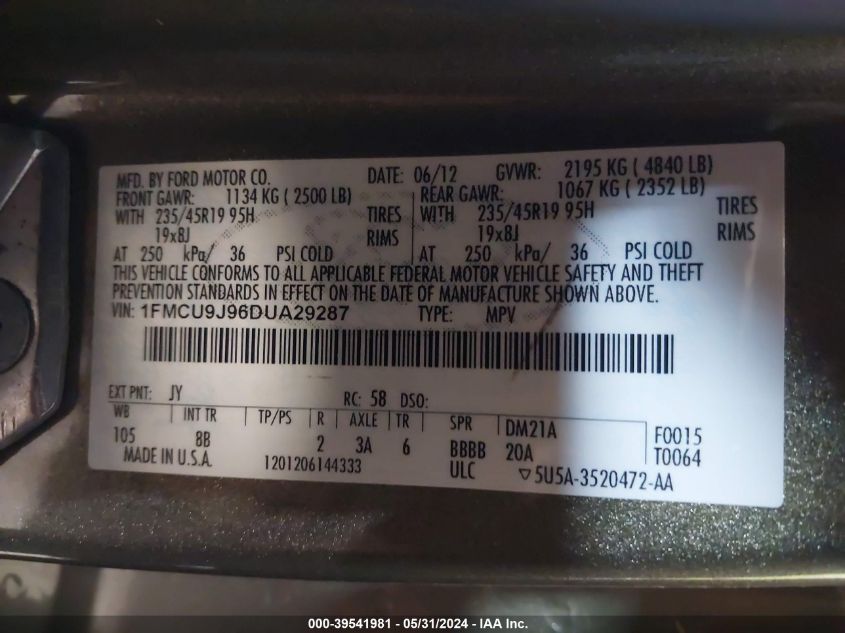 MFD. BY FORD MOTOR CO. DATE: 06/12 GVWR: 2195 KG ( 4840 LB)
FRONT GAWR: 1134 KG ( 2500 LB) REAR GAWR: 1067 KG ( 2352 LB)
WITH 235/45R19 95H TIRES WITH 235/45R19 95H TIRES
19x8J RIMS 19x8J RIMS
AT 250 kPa/ 36 PSI COLD AT 250 kPa/ 36 PSI COLD
THIS VEHICLE CONFORMS TO ALL APPLICABLE FEDERAL MOTOR VEHICLE SAFETY AND THEFT
PREVENTION STANDARDS IN EFFECT ON THE DATE OF MANUFACTURE SHOWN ABOVE.
VIN: 1FMCU9J96DUA29287 TYPE: MPV
EXT PNT: JY RC: 58 DSO:
WB INT TR TP/PS R AXLE TR SPR DM21A F0015
105 8B 2 3A 6 BBBB 20A T0064
MADE IN U.S.A. 1201206144333 ULC ▽5U5A-3520472-AA
000-39541981 - 05/31/2024 - IAA Inc.